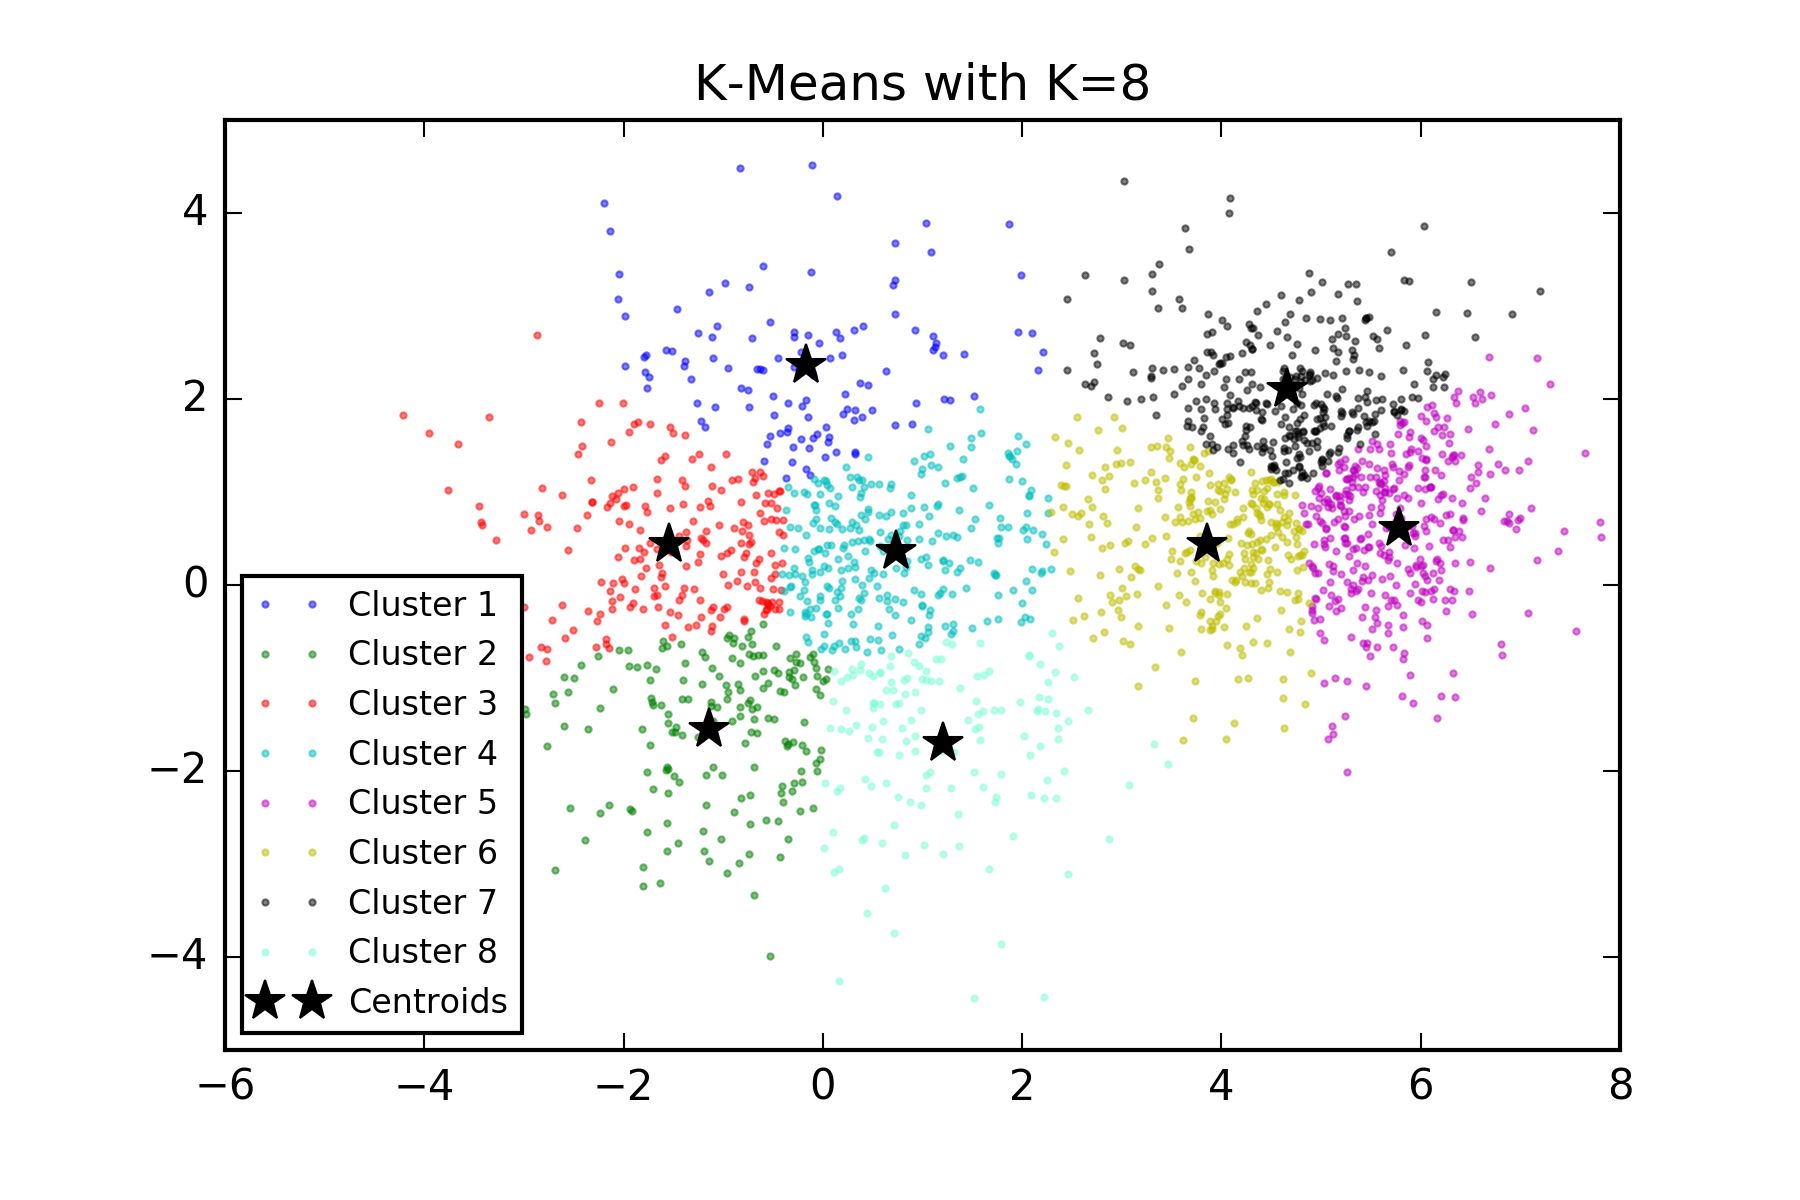 K-Means with K=8
4
2
0
−2
−4
Cluster 1
Cluster 2
Cluster 3
Cluster 4
Cluster 5
Cluster 6
Cluster 7
Cluster 8
Centroids
−6 −4 −2 0 2 4 6 8